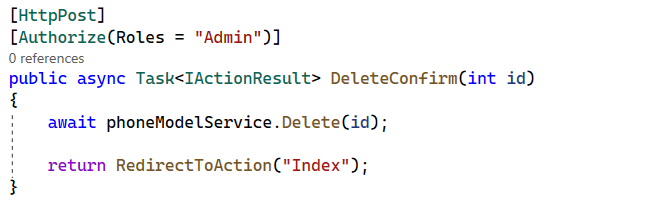 [HttpPost]
[Authorize(Roles = "Admin")]
0 references
public async Task<IActionResult> DeleteConfirm(int id)
{
    await phoneModelService.Delete(id);
    return RedirectToAction("Index");
}